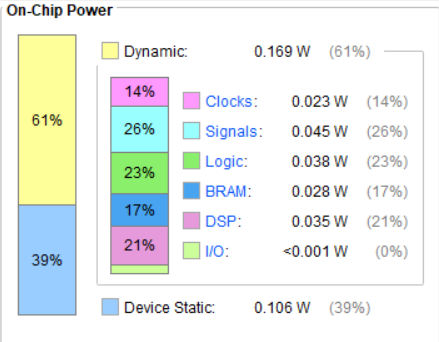 On-Chip Power
Dynamic: 0.169 W (61%)
61%
14%
Clocks: 0.023 W (14%)
26%
Signals: 0.045 W (26%)
23%
Logic: 0.038 W (23%)
17%
BRAM: 0.028 W (17%)
21%
DSP: 0.035 W (21%)
I/O: <0.001 W (0%)
39%
Device Static: 0.106 W (39%)